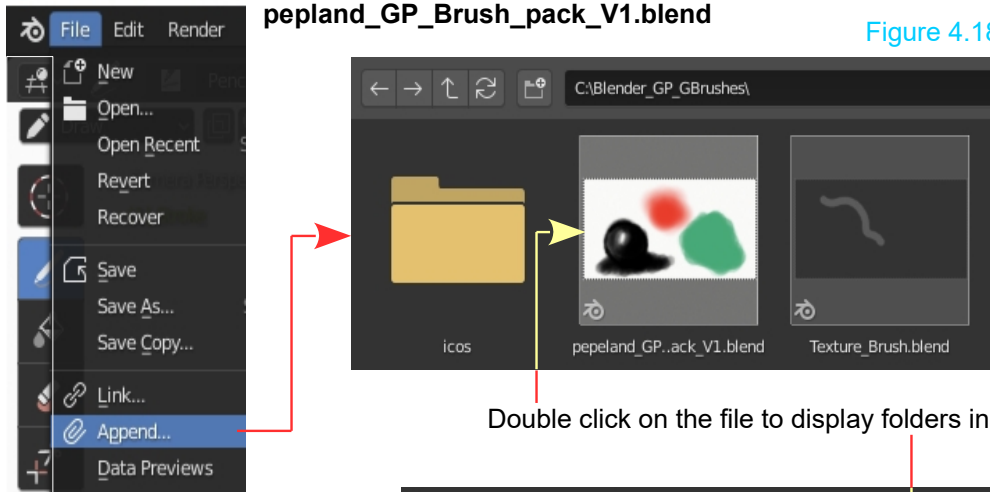 pepland_GP_Brush_pack_V1.blend
Figure 4.18
File Edit Render
New
Open...
Open Recent
Revert
Recover
Save
Save As...
Save Copy...
Link...
Append...
Data Previews
C:\Blender_GP_GBrushes\
icos
pepeland_GP..ack_V1.blend
Texture_Brush.blend
Double click on the file to display folders in